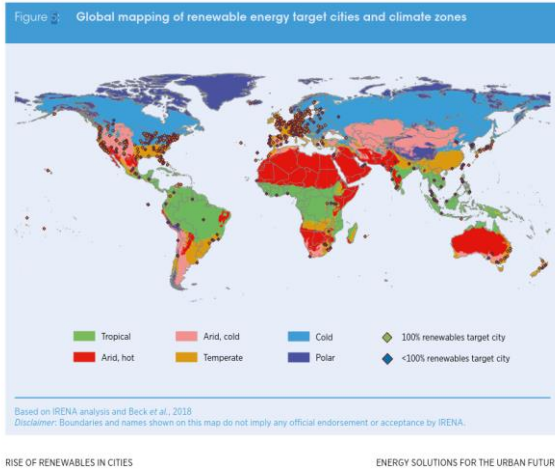 Figure 3: Global mapping of renewable energy target cities and climate zones
Tropical
Arid, cold
Cold
100% renewables target city
Arid, hot
Temperate
Polar
<100% renewables target city
Based on IRENA analysis and Beck et al., 2018
Disclaimer: Boundaries and names shown on this map do not imply any official endorsement or acceptance by IRENA.
RISE OF RENEWABLES IN CITIES
ENERGY SOLUTIONS FOR THE URBAN FUTUR